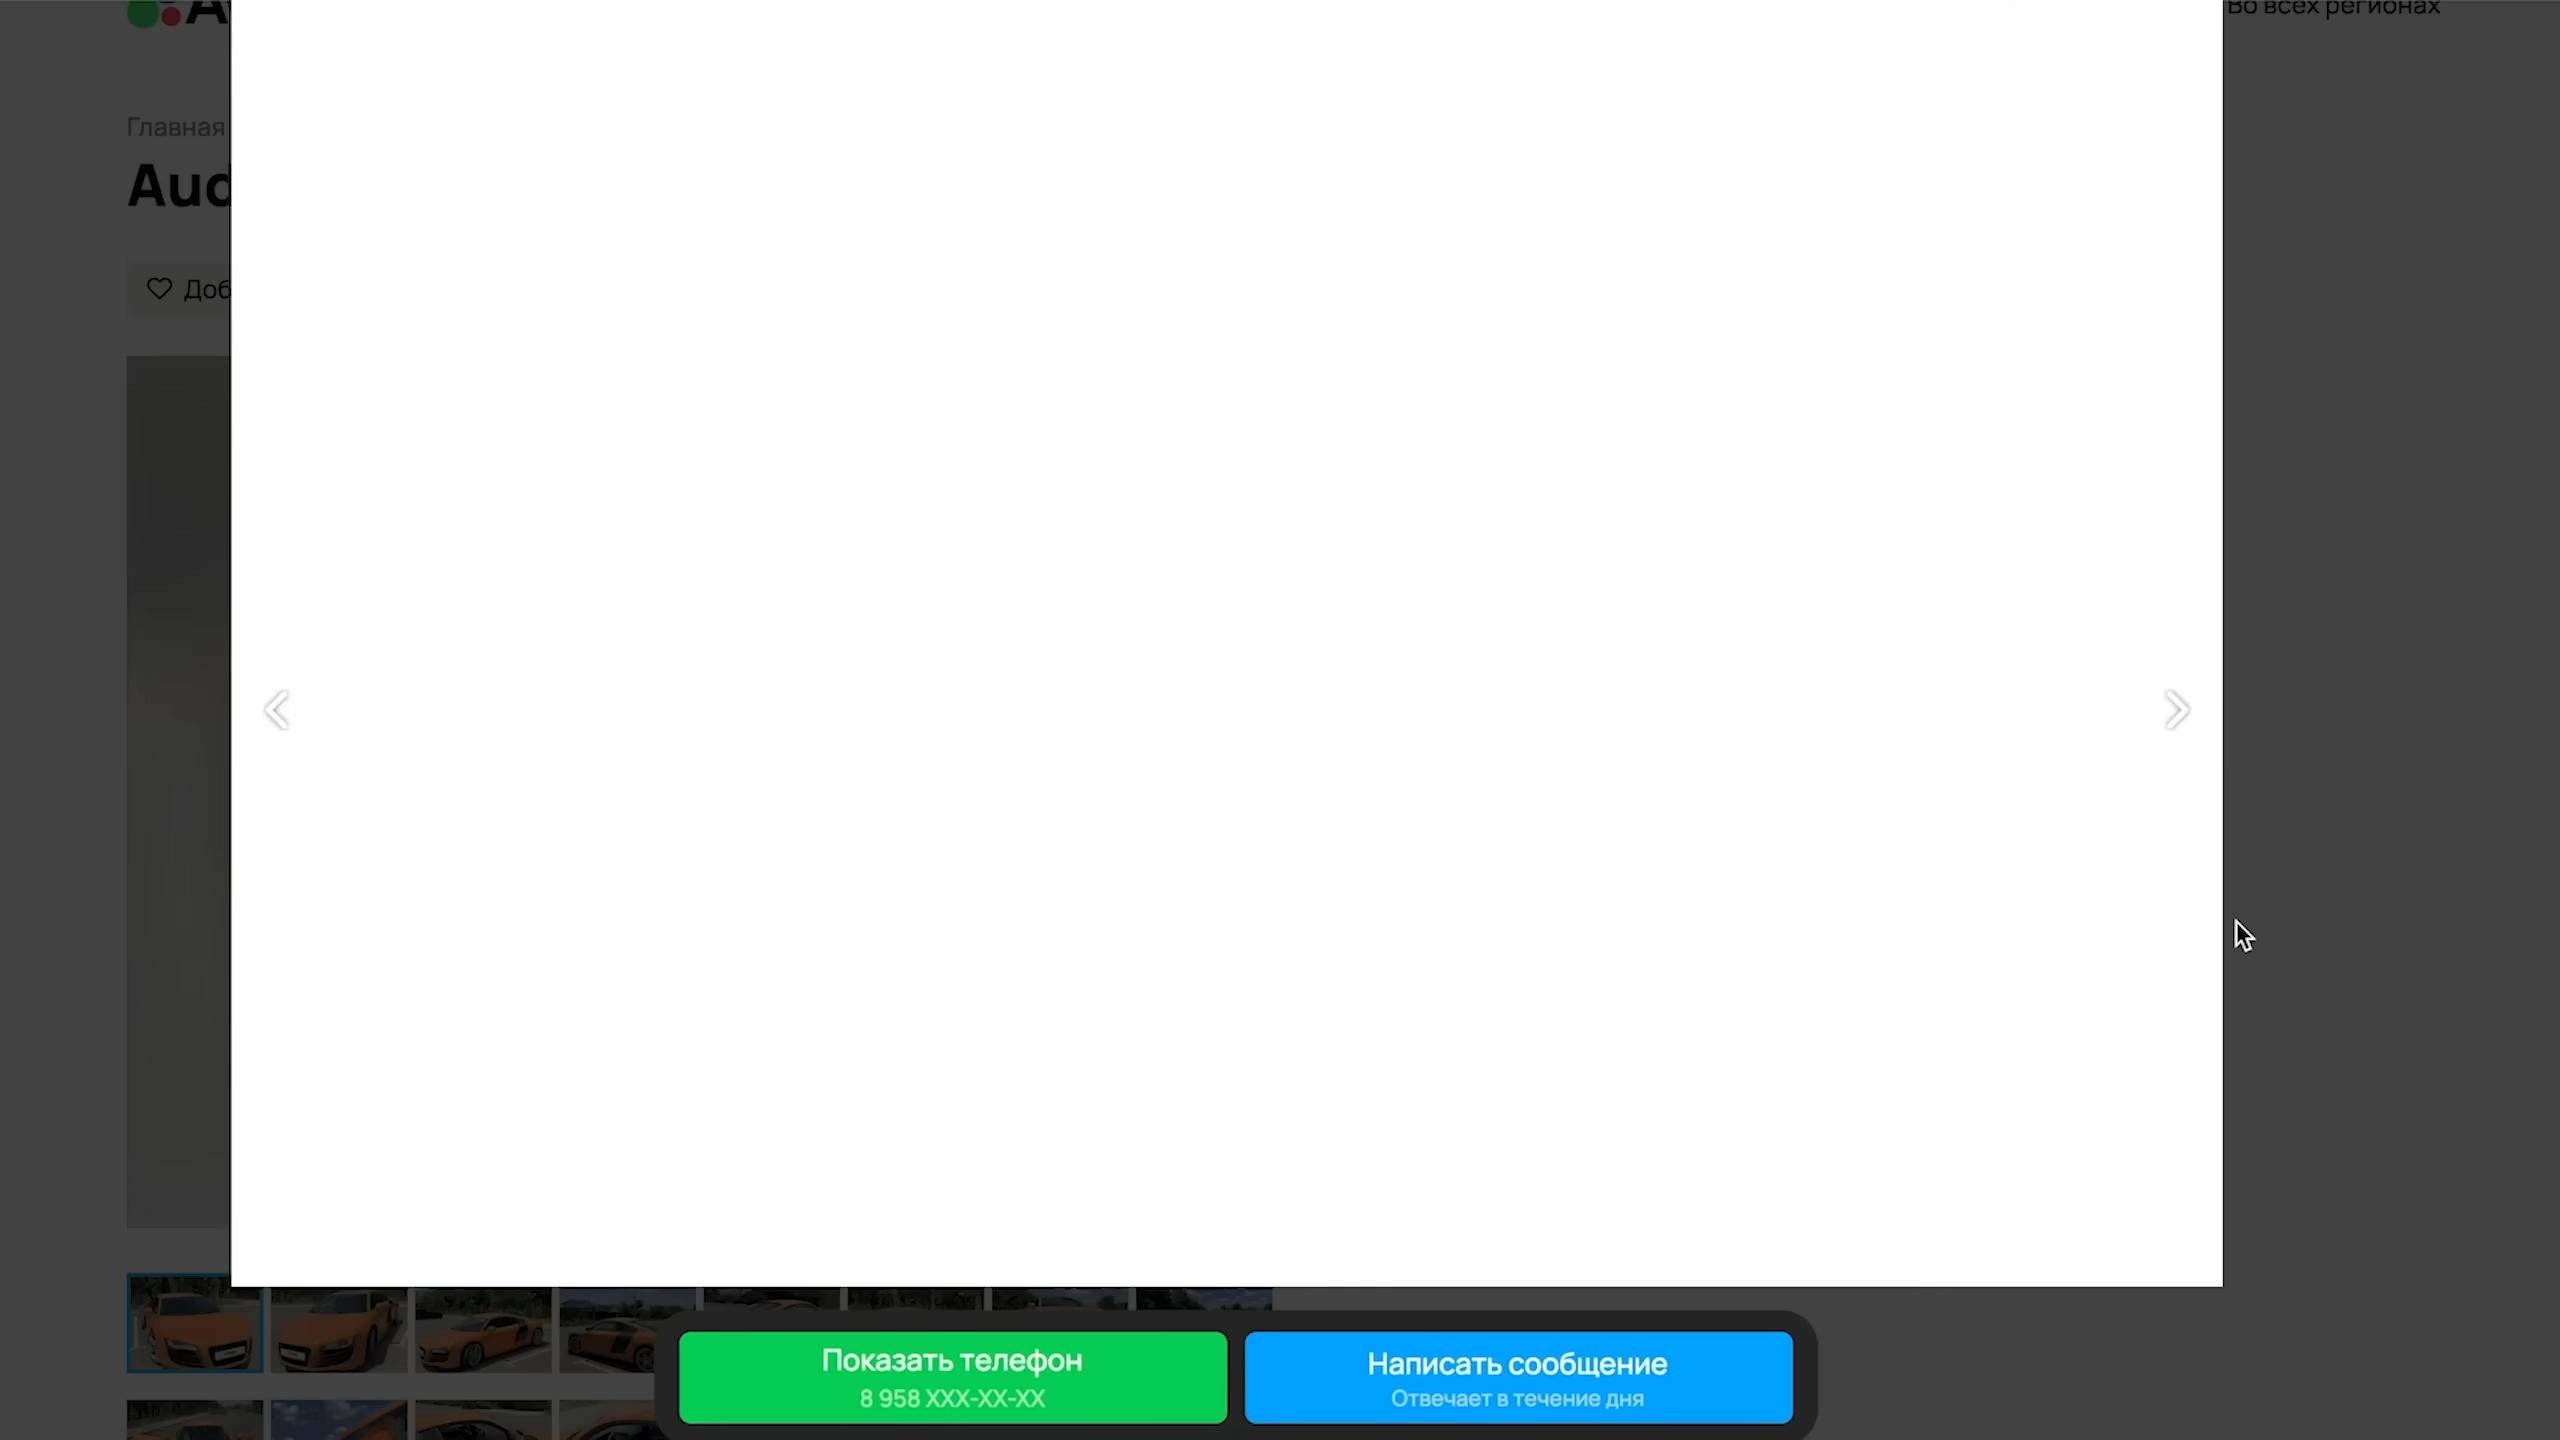 Во всех регионах
Главная
Aud
Доб
Показать телефон
8 958 XXX-XX-XX
Написать сообщение
Отвечает в течение дня